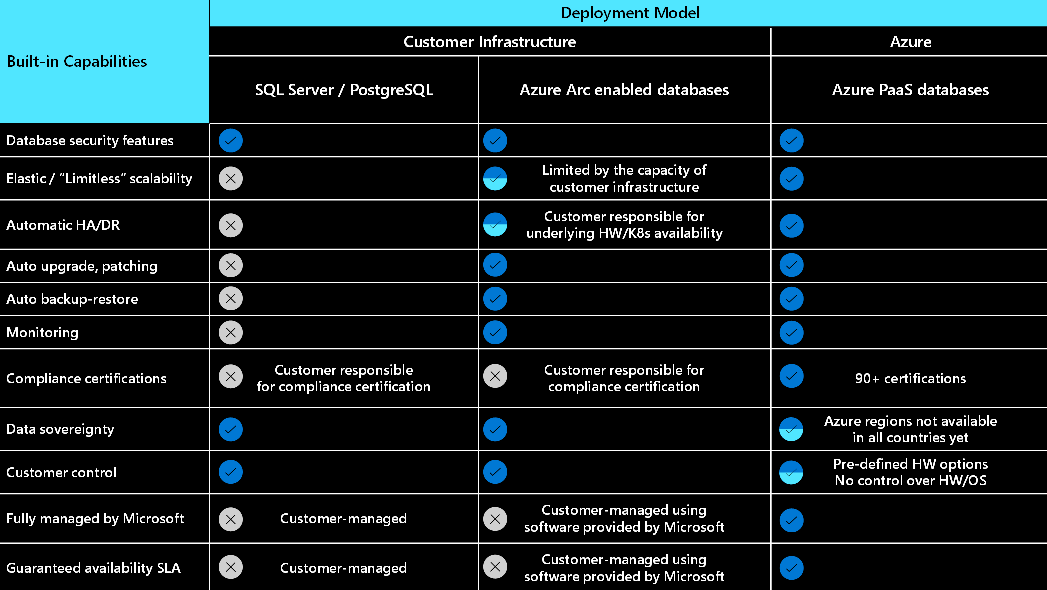 Deployment Model
Built-in Capabilities
Customer Infrastructure
Azure
SQL Server / PostgreSQL
Azure Arc enabled databases
Azure PaaS databases
Database security features
Elastic / “Limitless” scalability
Limited by the capacity of
customer infrastructure
Automatic HA/DR
Customer responsible for
underlying HW/K8s availability
Auto upgrade, patching
Auto backup-restore
Monitoring
Compliance certifications
Customer responsible
for compliance certification
Customer responsible for
compliance certification
90+ certifications
Data sovereignty
Azure regions not available
in all countries yet
Customer control
Pre-defined HW options
No control over HW/OS
Fully managed by Microsoft
Customer-managed
Customer-managed using
software provided by Microsoft
Guaranteed availability SLA
Customer-managed
Customer-managed using
software provided by Microsoft